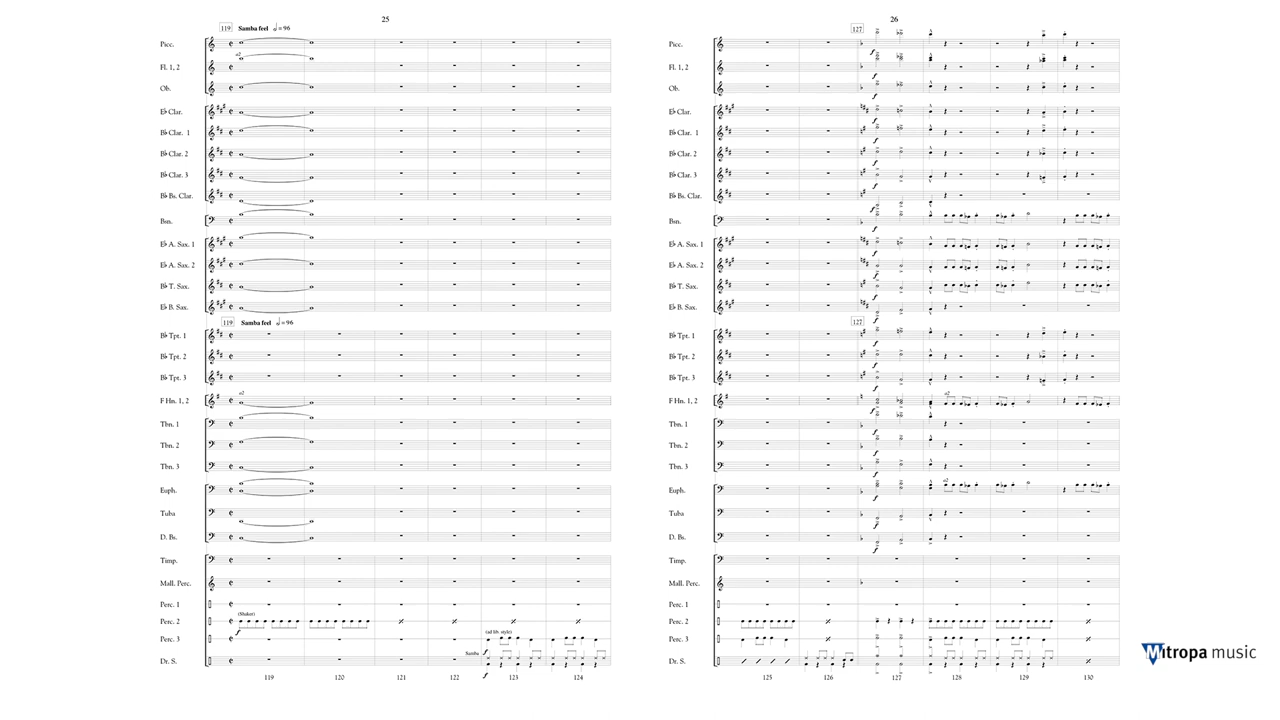 25
119 Samba feel = 96
Picc.
a2
Fl. 1, 2
Ob.
E♭ Clar.
B♭ Clar. 1
B♭ Clar. 2
B♭ Clar. 3
B♭ Bs. Clar.
Bsn.
E♭ A. Sax. 1
E♭ A. Sax. 2
B♭ T. Sax.
E♭ B. Sax.
119 Samba feel = 96
B♭ Tpt. 1
B♭ Tpt. 2
B♭ Tpt. 3
a2
F Hn. 1, 2
Tbn. 1
Tbn. 2
Tbn. 3
Euph.
Tuba
D. Bs.
Timp.
Mall. Perc.
Perc. 1
(Shaker)
Perc. 2
f
(ad lib. style)
Perc. 3
f
Samba
Dr. S.
f
119 120 121 122 123 124
26
127
Picc.
f
Fl. 1, 2
f
Ob.
f
E♭ Clar.
f
B♭ Clar. 1
f
B♭ Clar. 2
f
B♭ Clar. 3
f
B♭ Bs. Clar.
f
Bsn.
f
E♭ A. Sax. 1
f
E♭ A. Sax. 2
f
B♭ T. Sax.
f
E♭ B. Sax.
f
127
B♭ Tpt. 1
f
B♭ Tpt. 2
f
B♭ Tpt. 3
f
a2
F Hn. 1, 2
f
Tbn. 1
f
Tbn. 2
f
Tbn. 3
f
a2
Euph.
f
Tuba
f
D. Bs.
f
Timp.
Mall. Perc.
Perc. 1
Perc. 2
Perc. 3
Dr. S.
125 126 127 128 129 130
Mitropa music